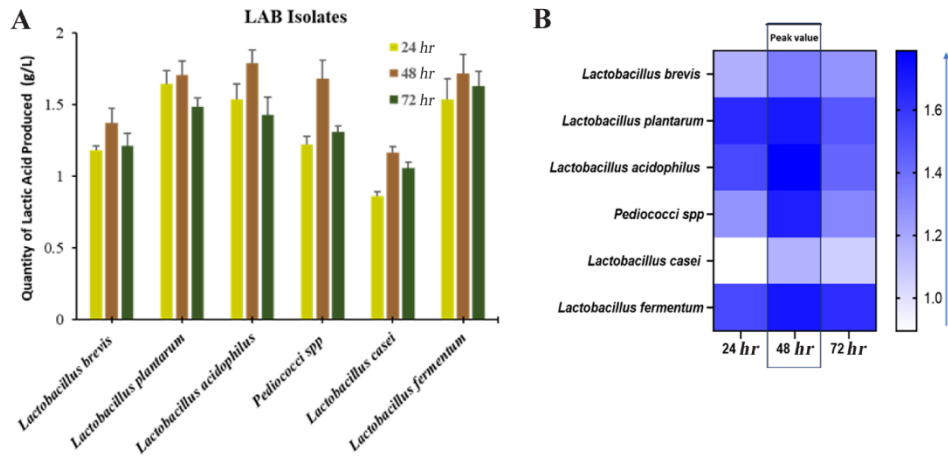 A
LAB Isolates
Quantity of Lactic Acid Produced (g/L)
2
1.5
1
0.5
0
24 hr
48 hr
72 hr
Lactobacillus brevis
Lactobacillus plantarum
Lactobacillus acidophilus
Pediococci spp
Lactobacillus casei
Lactobacillus fermentum
B
Peak value
Lactobacillus brevis
Lactobacillus plantarum
Lactobacillus acidophilus
Pediococci spp
Lactobacillus casei
Lactobacillus fermentum
24 hr
48 hr
72 hr
1.6
1.4
1.2
1.0